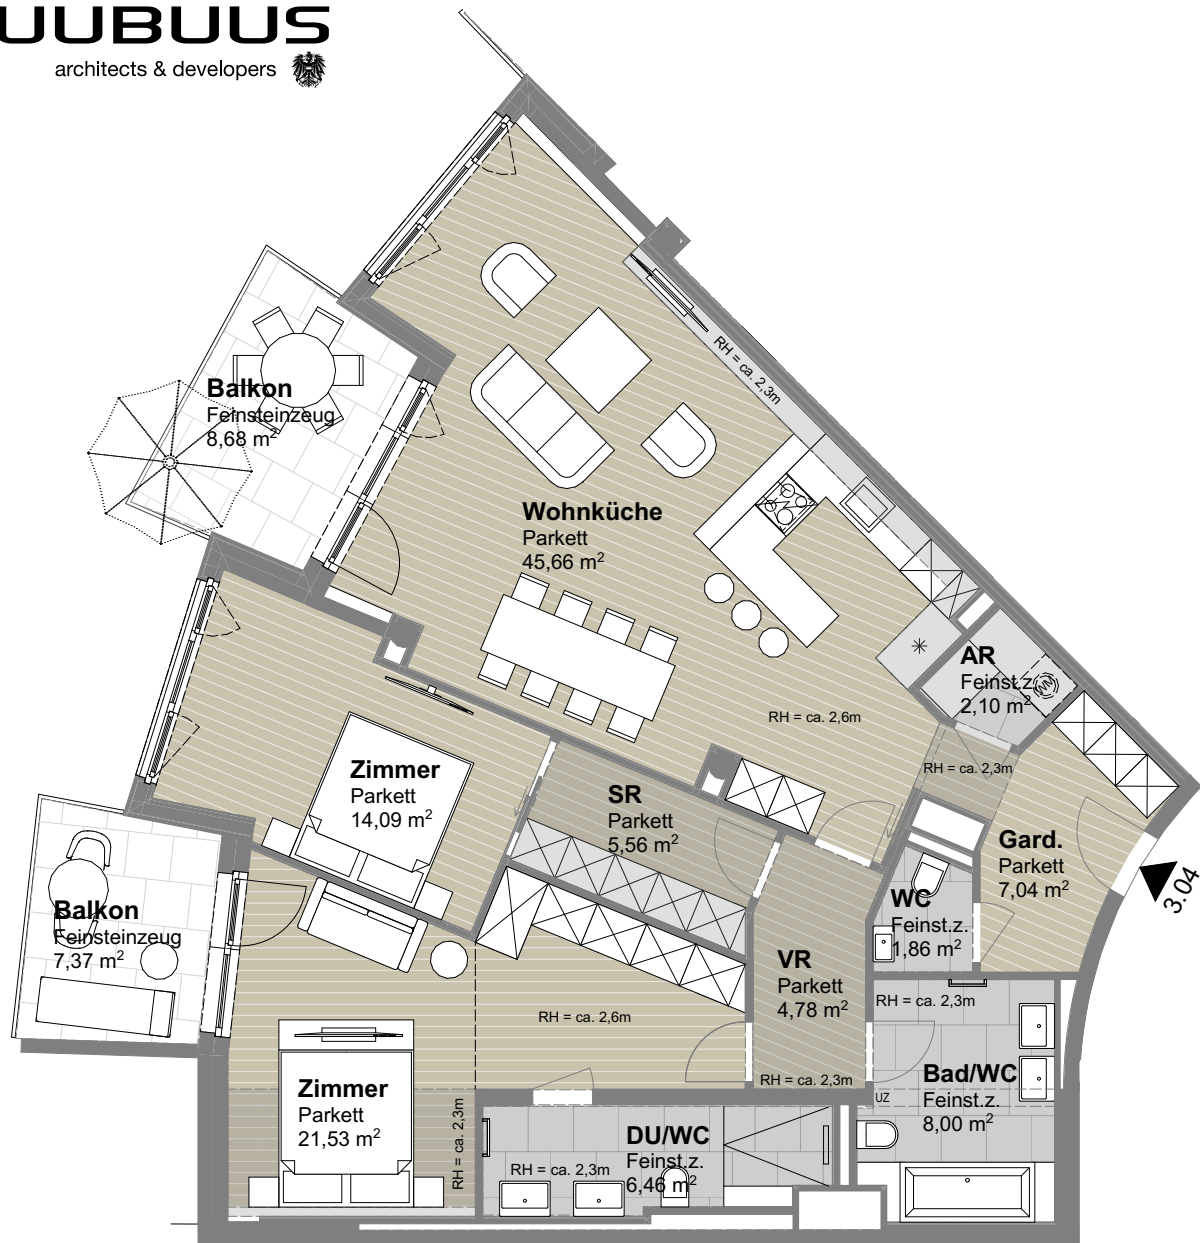 UUBUUS
architects & developers
RH = ca. 2,3m
Balkon
Feinsteinzeug
8,68 m²
Wohnküche
Parkett
45,66 m²
AR
Feinst.z.
2,10 m²
WM
RH = ca. 2,6m
RH = ca. 2,3m
Zimmer
Parkett
14,09 m²
SR
Parkett
5,56 m²
Gard.
Parkett
7,04 m²
3.04
WC
Feinst.z.
1,86 m²
Balkon
Feinsteinzeug
7,37 m²
VR
Parkett
4,78 m²
RH = ca. 2,3m
RH = ca. 2,6m
RH = ca. 2,3m
Zimmer
Parkett
21,53 m²
RH = ca. 2,3m
Bad/WC
Feinst.z.
8,00 m²
UZ
DU/WC
Feinst.z.
6,46 m²
RH = ca. 2,3m